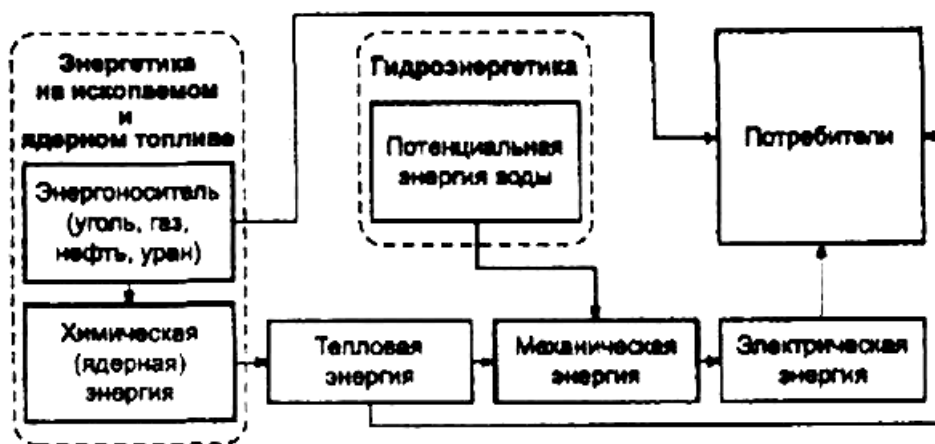 Энергетика
на ископаемом
и
ядерном топливе
Энергоноситель
(уголь, газ,
нефть, уран)
Химическая
(ядерная)
энергия
Гидроэнергетика
Потенциальная
энергия воды
Потребители
Тепловая
энергия
Механическая
энергия
Электрическая
энергия